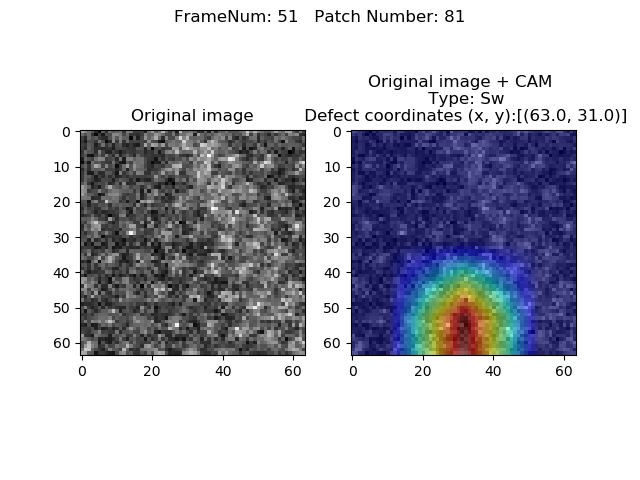 FrameNum: 51   Patch Number: 81
Original image
0
10
20
30
40
50
60
0 20 40 60
Original image + CAM
Type: Sw
Defect coordinates (x, y):[(63.0, 31.0)]
0
10
20
30
40
50
60
0 20 40 60